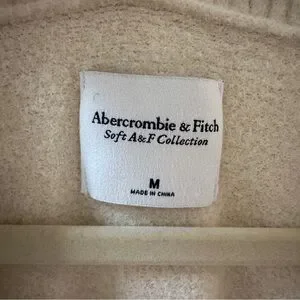 Abercrombie & Fitch
Soft A&F Collection
M
MADE IN CHINA